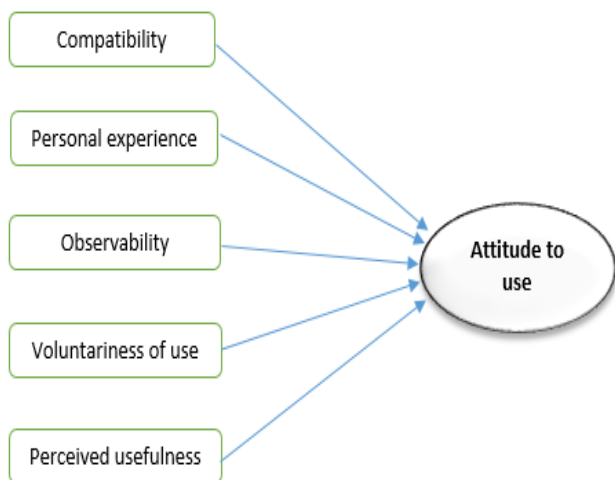 Compatibility
Personal experience
Observability
Attitude to
use
Voluntariness of use
Perceived usefulness